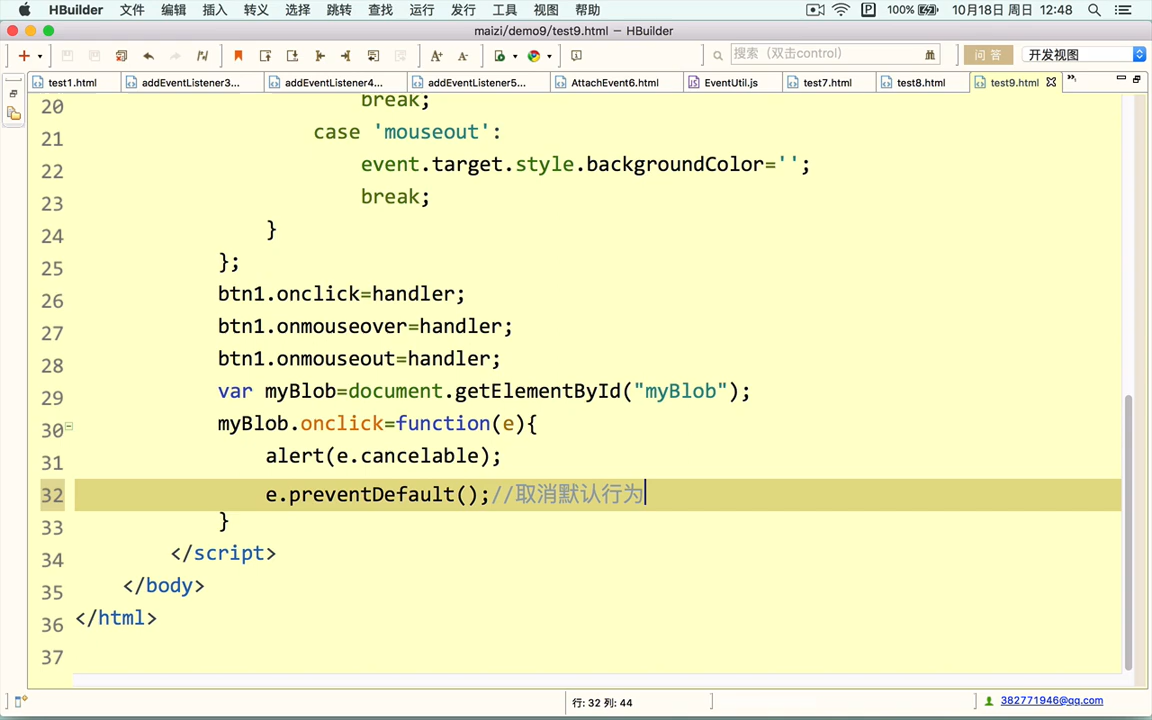 HBuilder 文件 编辑 插入 转义 选择 跳转 查找 运行 发行 工具 视图 帮助 100% 10月18日 周日 12:48
maizi/demo9/test9.html — HBuilder
搜索 (双击control) 问 答 开发视图
test1.html addEventListener3... addEventListener4... addEventListener5... AttachEvent6.html EventUtil.js test7.html test8.html test9.html
20 break;
21 case 'mouseout':
22 event.target.style.backgroundColor='';
23 break;
24 }
25 };
26 btn1.onclick=handler;
27 btn1.onmouseover=handler;
28 btn1.onmouseout=handler;
29 var myBlob=document.getElementById("myBlob");
30 myBlob.onclick=function(e){
31 alert(e.cancelable);
32 e.preventDefault();//取消默认行为
33 }
34 </script>
35 </body>
36 </html>
37
行: 32 列: 44 382771946@qq.com